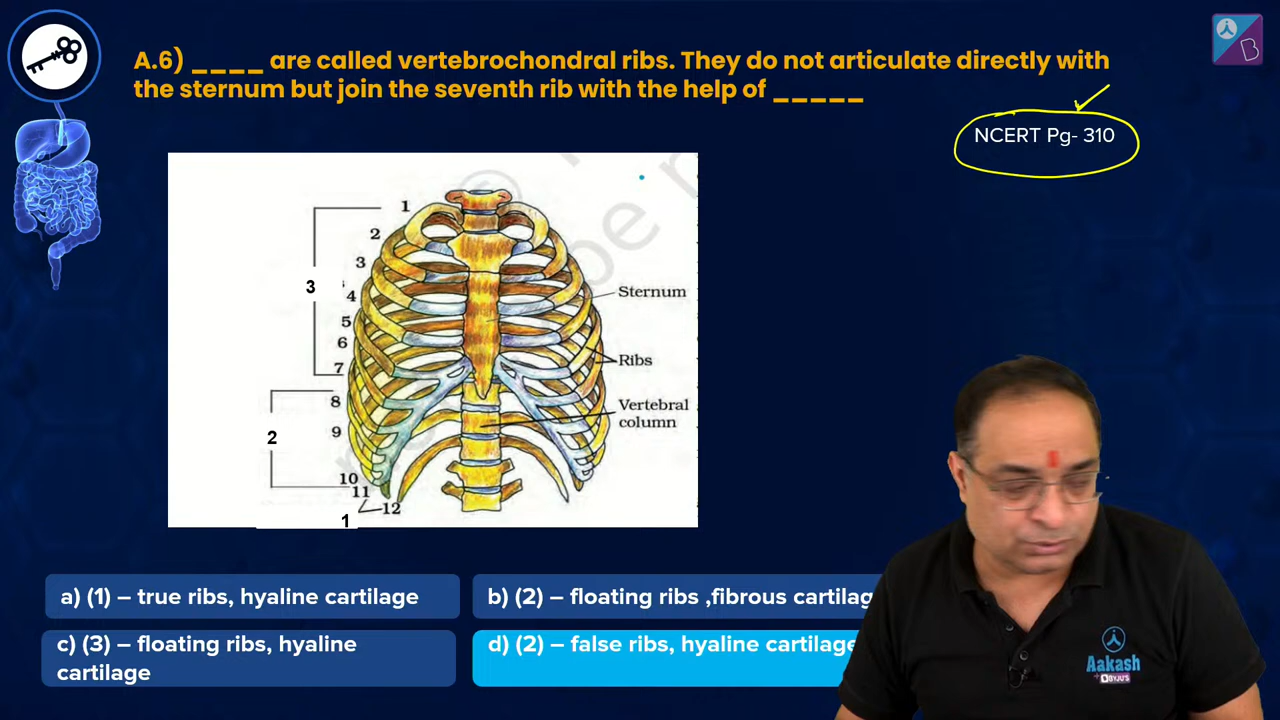 A.6) ____ are called vertebrochondral ribs. They do not articulate directly with
the sternum but join the seventh rib with the help of _____
NCERT Pg- 310
1
2
3
3
4
5
6
7
8
9
2
10
11
12
1
Sternum
Ribs
Vertebral
column
a) (1) – true ribs, hyaline cartilage
b) (2) – floating ribs ,fibrous cartilag
c) (3) – floating ribs, hyaline
cartilage
d) (2) – false ribs, hyaline cartilage
Aakash
BYJU'S